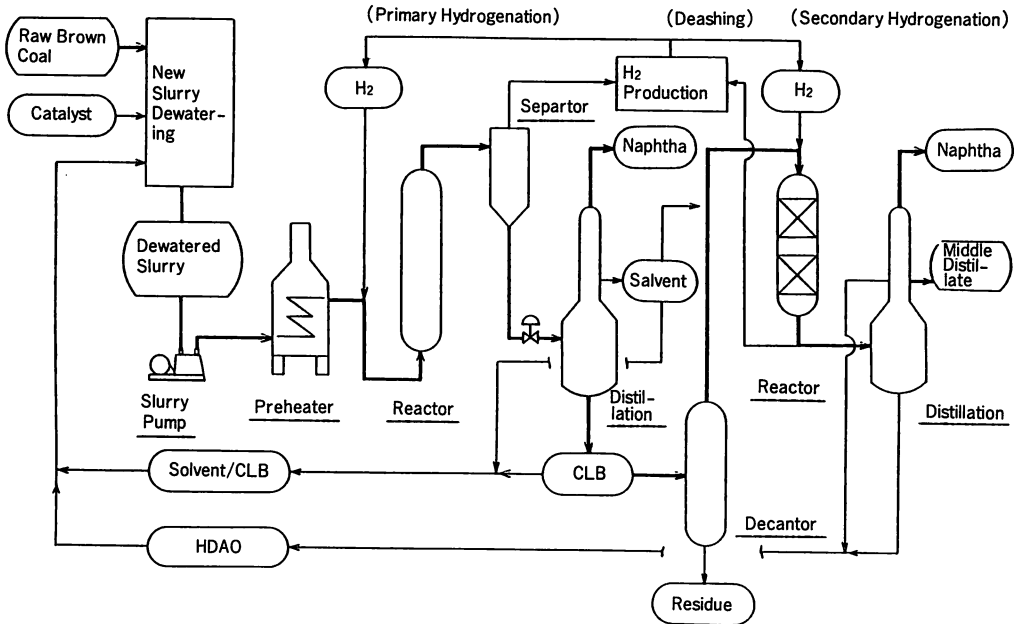 (Primary Hydrogenation)
(Deashing)
(Secondary Hydrogenation)
Raw Brown
Coal
Catalyst
New
Slurry
Dewater-
ing
H2
H2
Production
H2
Separtor
Naphtha
Naphtha
Dewatered
Slurry
Salvent
Middle
Distil-
late
Slurry
Pump
Preheater
Reactor
Distil-
lation
Reactor
Distillation
Solvent/CLB
CLB
HDAO
Decantor
Residue